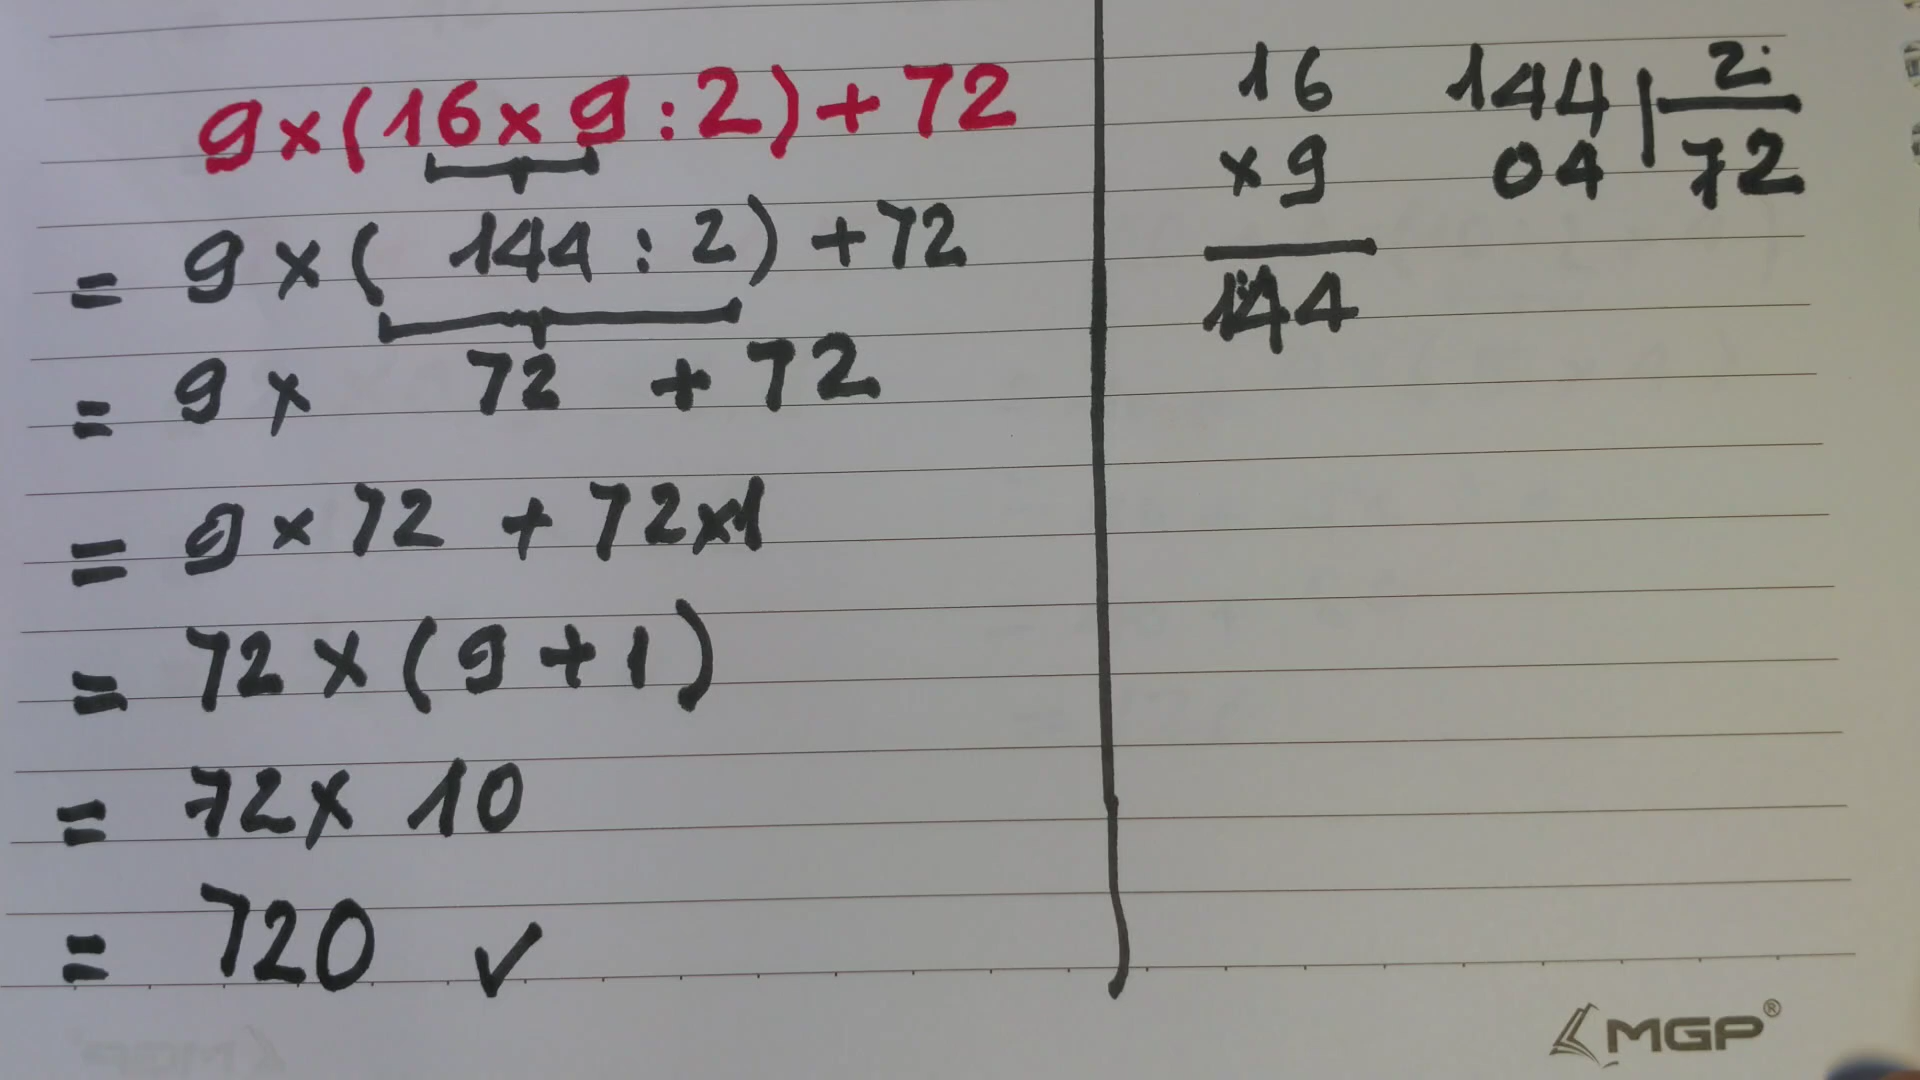 9×(16×9:2)+72
= 9×( 144 : 2 ) +72
= 9 × 72 + 72
= 9 × 72 + 72×1
= 72 × ( 9 + 1 )
= 72 × 10
= 720 ✓
16
× 9
144
144 | 2
04 | 72
MGP®